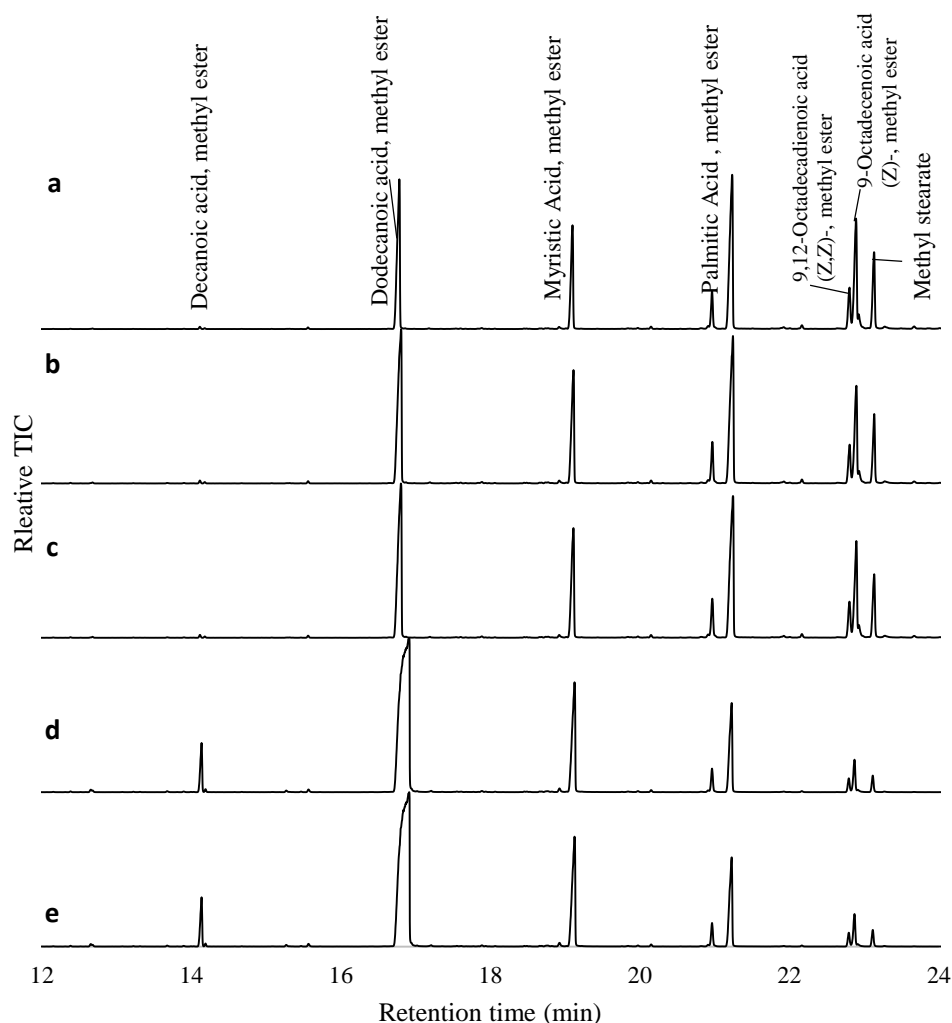 Decanoic acid, methyl ester
Dodecanoic acid, methyl ester
Myristic Acid, methyl ester
Palmitic Acid , methyl ester
9,12-Octadecadienoic acid
(Z,Z)-, methyl ester
9-Octadecenoic acid
(Z)-, methyl ester
Methyl stearate
a
b
c
d
e
Rleative TIC
12 14 16 18 20 22 24
Retention time (min)